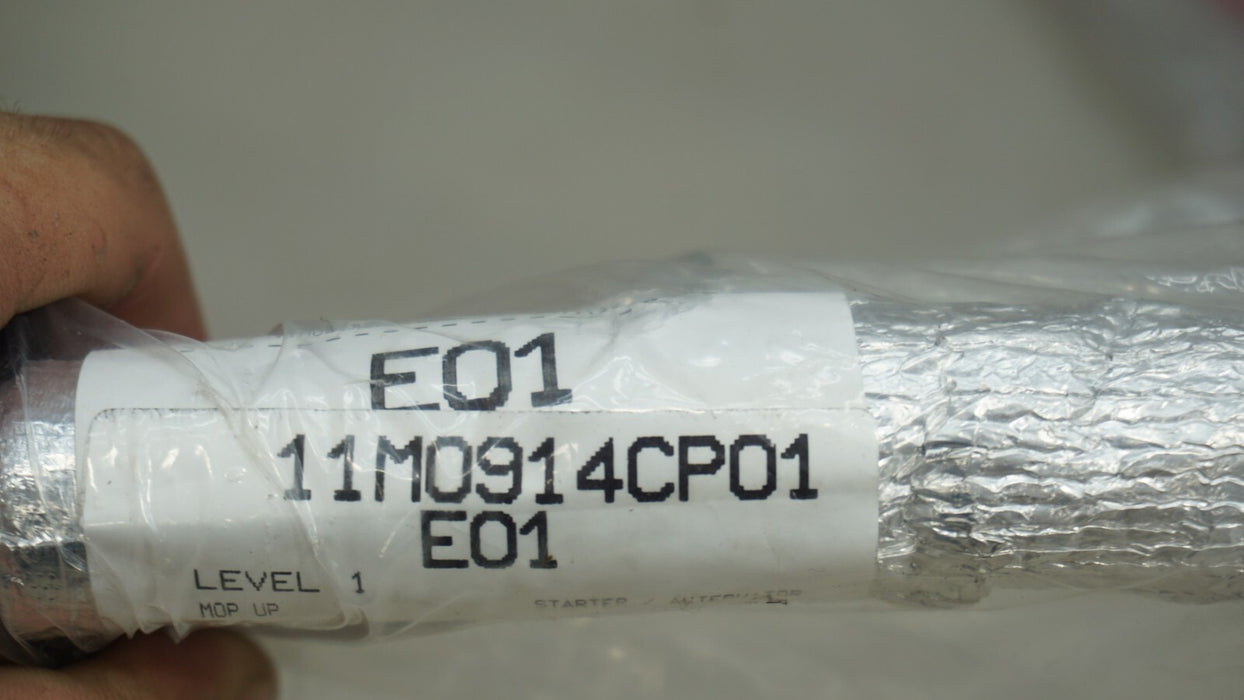 E01
11M0914CP01
E01
LEVEL 1
MOP UP
STARTER /